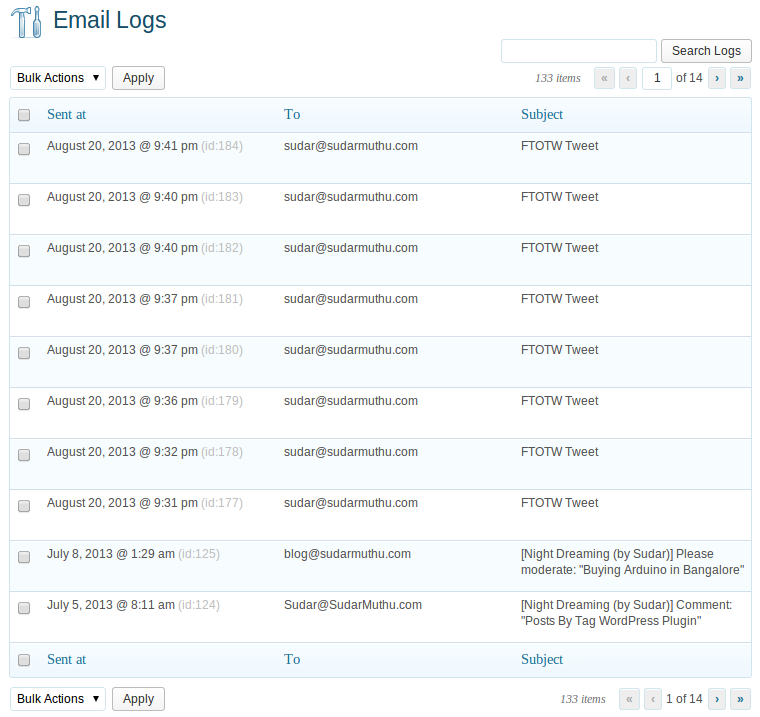 Email Logs
Search Logs
Bulk Actions ▼ Apply 133 items « ‹ 1 of 14 › »
Sent at To Subject
August 20, 2013 @ 9:41 pm (id:184) sudar@sudarmuthu.com FTOTW Tweet
August 20, 2013 @ 9:40 pm (id:183) sudar@sudarmuthu.com FTOTW Tweet
August 20, 2013 @ 9:40 pm (id:182) sudar@sudarmuthu.com FTOTW Tweet
August 20, 2013 @ 9:37 pm (id:181) sudar@sudarmuthu.com FTOTW Tweet
August 20, 2013 @ 9:37 pm (id:180) sudar@sudarmuthu.com FTOTW Tweet
August 20, 2013 @ 9:36 pm (id:179) sudar@sudarmuthu.com FTOTW Tweet
August 20, 2013 @ 9:32 pm (id:178) sudar@sudarmuthu.com FTOTW Tweet
August 20, 2013 @ 9:31 pm (id:177) sudar@sudarmuthu.com FTOTW Tweet
July 8, 2013 @ 1:29 am (id:125) blog@sudarmuthu.com [Night Dreaming (by Sudar)] Please
moderate: "Buying Arduino in Bangalore"
July 5, 2013 @ 8:11 am (id:124) Sudar@SudarMuthu.com [Night Dreaming (by Sudar)] Comment:
"Posts By Tag WordPress Plugin"
Sent at To Subject
Bulk Actions ▼ Apply 133 items « ‹ 1 of 14 › »